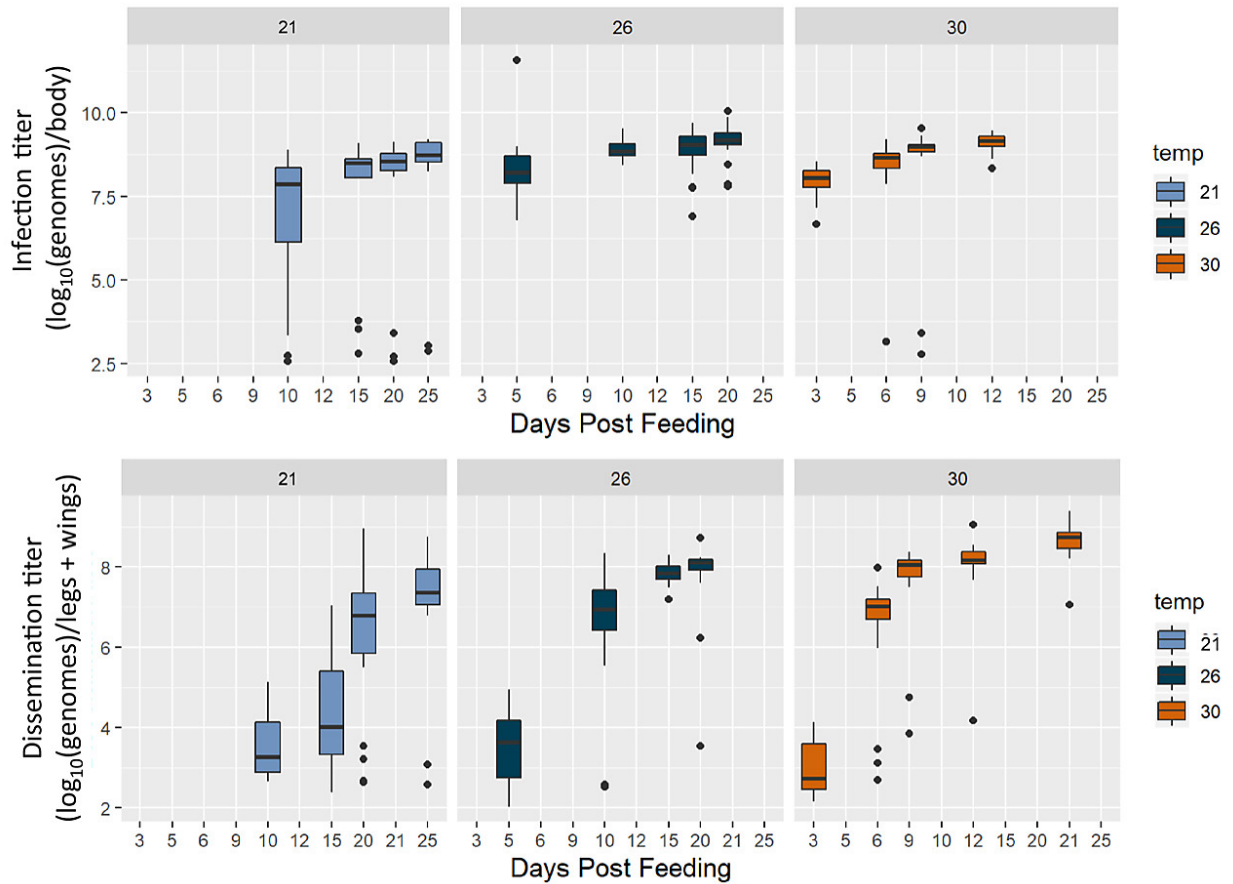 21 26 30
Infection titer
(log₁₀(genomes)/body)
10.0
7.5
5.0
2.5
3 5 6 9 10 12 15 20 25 3 5 6 9 10 12 15 20 25 3 5 6 9 10 12 15 20 25
Days Post Feeding
temp
21
26
30
21 26 30
Dissemination titer
(log₁₀(genomes)/legs + wings)
8
6
4
2
3 5 6 9 10 12 15 20 21 25 3 5 6 9 10 12 15 20 21 25 3 5 6 9 10 12 15 20 21 25
Days Post Feeding
temp
21
26
30